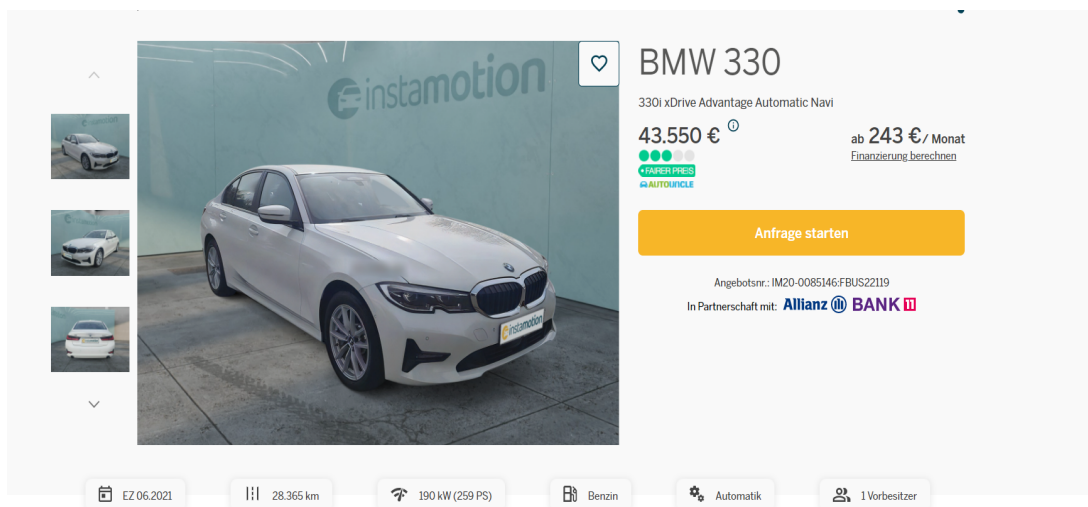 instamotion
instamotion
BMW 330
330i xDrive Advantage Automatic Navi
43.550 €
ab 243 €/ Monat
FAIRER PREIS
Finanzierung berechnen
AUTOUNCLE
Anfrage starten
Angebotsnr.: IM20-0085146;FBUS22119
In Partnerschaft mit: Allianz BANK 11
EZ 06.2021
28.365 km
190 kW (259 PS)
Benzin
Automatik
1 Vorbesitzer